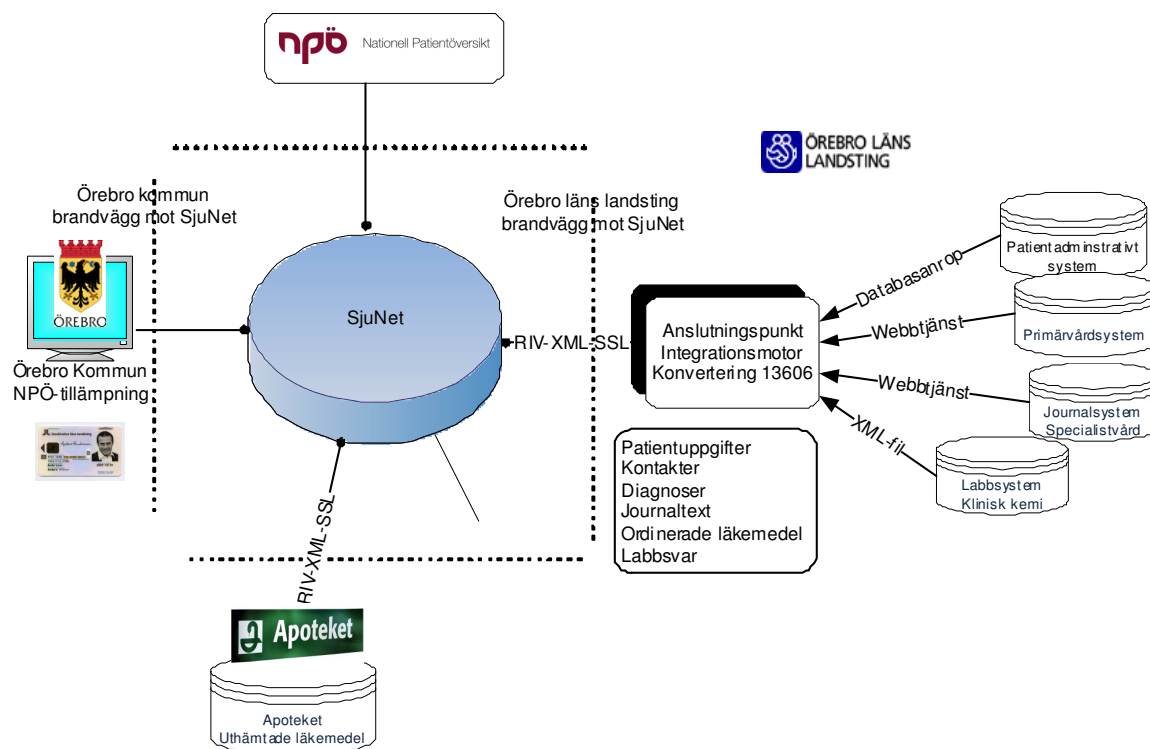 npö Nationell Patientöversikt
ÖREBRO LÄNS
LANDSTING
Örebro kommun
brandvägg mot SjuNet
Örebro läns landsting
brandvägg mot SjuNet
ÖREBRO
Örebro Kommun
NPÖ-tillämpning
SjuNet
RIV-XML-SSL
Anslutningspunkt
Integrationsmotor
Konvertering 13606
Databasanrop
Webbtjänst
Webbtjänst
XML-fil
Patientadminstrativt
system
Primärvårdsystem
Journalsystem
Specialistvård
Labbsystem
Klinisk kemi
Patientuppgifter
Kontakter
Diagnoser
Journaltext
Ordinerade läkemedel
Labbsvar
RIV-XML-SSL
Apoteket
Apoteket
Uthämtade läkemedel